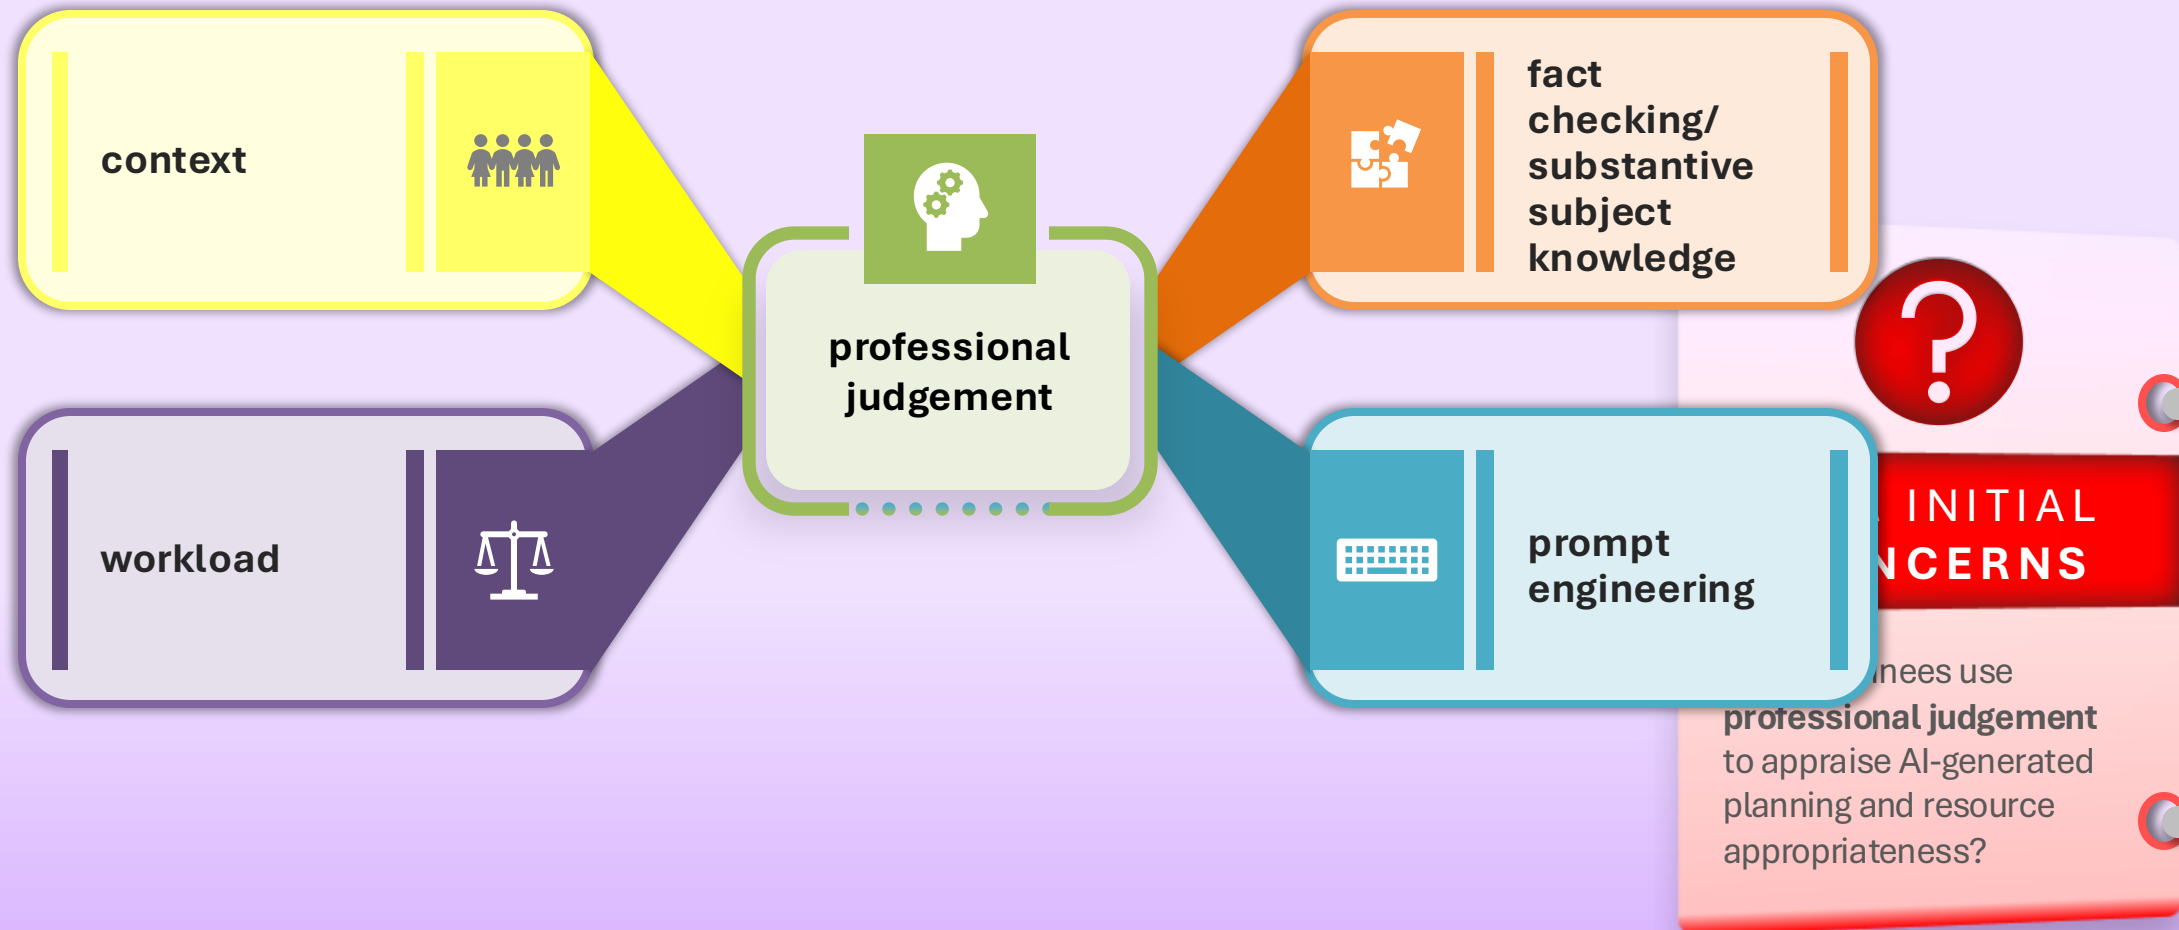 context
workload
professional
judgement
fact
checking/
substantive
subject
knowledge
prompt
engineering
?
INITIAL
NCERNS
nees use
professional judgement
to appraise AI-generated
planning and resource
appropriateness?